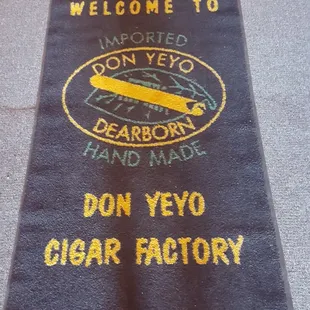 WELCOME TO
IMPORTED
DON YEYO
DEARBORN
HAND MADE
DON YEYO
CIGAR FACTORY